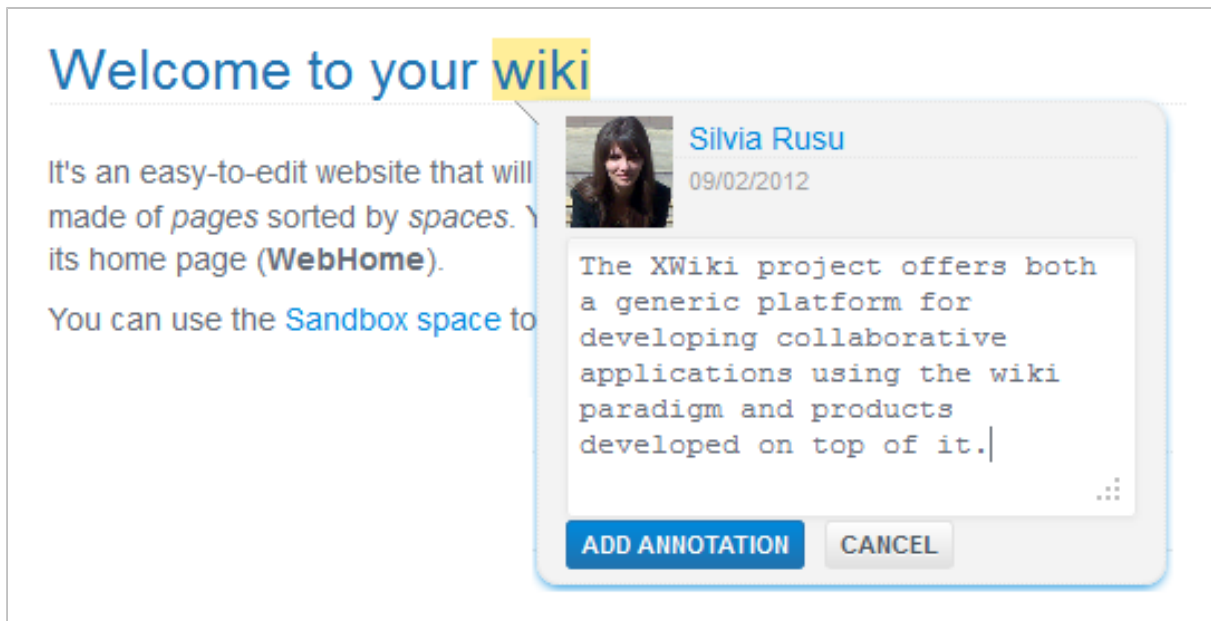 Welcome to your wiki
It's an easy-to-edit website that will
made of pages sorted by spaces.
its home page (WebHome).
You can use the Sandbox space to
Silvia Rusu
09/02/2012
The XWiki project offers both
a generic platform for
developing collaborative
applications using the wiki
paradigm and products
developed on top of it.
ADD ANNOTATION
CANCEL